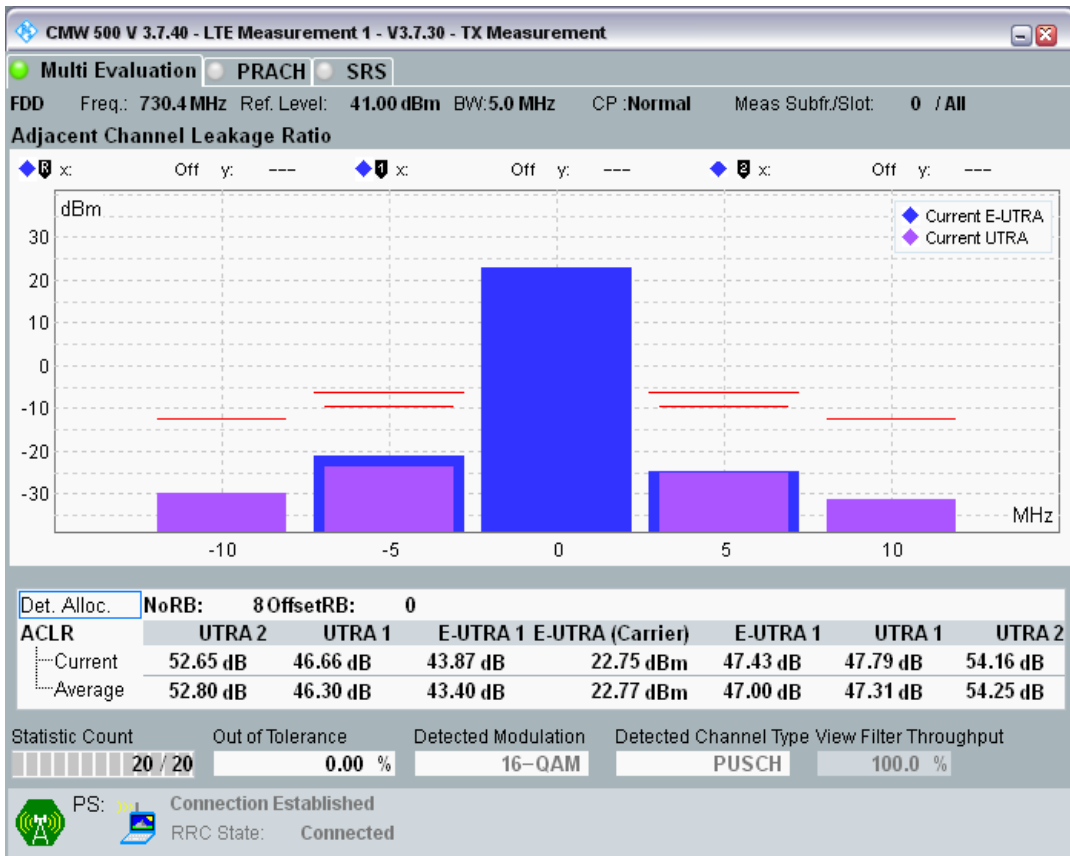 CMW 500 V 3.7.40 - LTE Measurement 1 - V3.7.30 - TX Measurement
Multi Evaluation PRACH SRS
FDD Freq.: 730.4 MHz Ref. Level: 41.00 dBm BW: 5.0 MHz CP : Normal Meas Subfr./Slot: 0 / All
Adjacent Channel Leakage Ratio
R x: Off y: --- 1 x: Off y: --- 2 x: Off y: ---
dBm
Current E-UTRA
Current UTRA
30
20
10
0
-10
-20
-30
MHz
-10 -5 0 5 10
Det. Alloc. NoRB: 8 OffsetRB: 0
ACLR UTRA 2 UTRA 1 E-UTRA 1 E-UTRA (Carrier) E-UTRA 1 UTRA 1 UTRA 2
Current 52.65 dB 46.66 dB 43.87 dB 22.75 dBm 47.43 dB 47.79 dB 54.16 dB
Average 52.80 dB 46.30 dB 43.40 dB 22.77 dBm 47.00 dB 47.31 dB 54.25 dB
Statistic Count Out of Tolerance Detected Modulation Detected Channel Type View Filter Throughput
20 / 20 0.00 % 16-QAM PUSCH 100.0 %
PS: Connection Established
RRC State: Connected